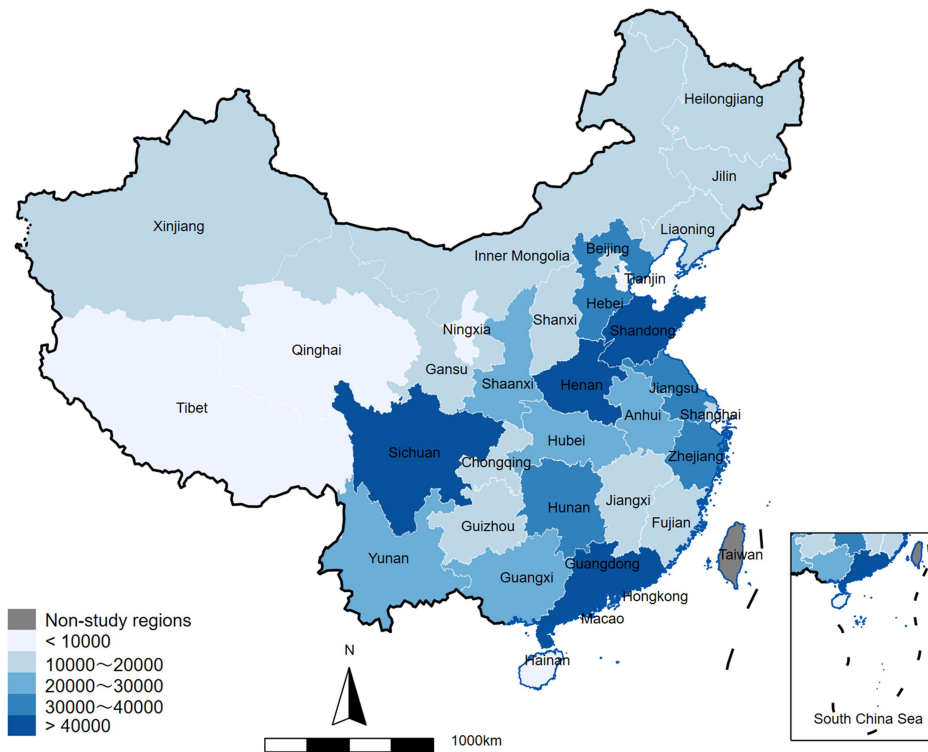 Heilongjiang
Jilin
Xinjiang
Liaoning
Inner Mongolia
Beijing
Tianjin
Hebei
Ningxia
Shanxi
Shandong
Qinghai
Gansu
Shaanxi
Henan
Jiangsu
Tibet
Anhui
Shanghai
Sichuan
Hubei
Zhejiang
Chongqing
Jiangxi
Hunan
Guizhou
Fujian
Yunan
Taiwan
Guangxi
Guangdong
Hongkong
Macao
Hainan
Non-study regions
< 10000
10000～20000
20000～30000
30000～40000
> 40000
N
1000km
South China Sea